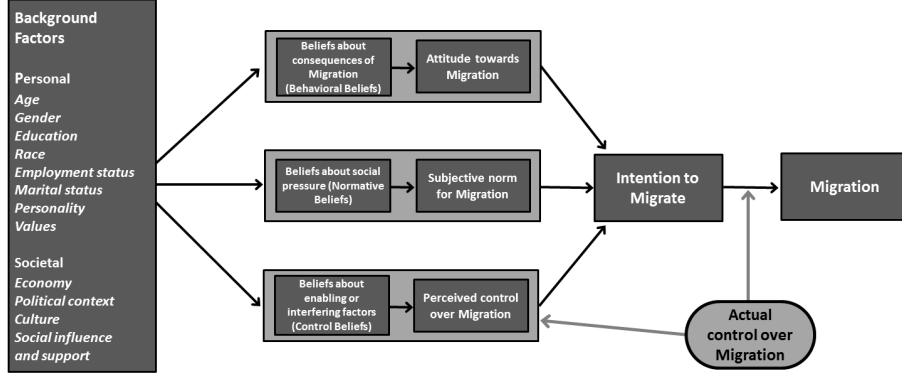 Background
Factors
Personal
Age
Gender
Education
Race
Employment status
Marital status
Personality
Values
Societal
Economy
Political context
Culture
Social influence
and support
Beliefs about
consequences of
Migration
(Behavioral Beliefs)
Attitude towards
Migration
Beliefs about social
pressure (Normative
Beliefs)
Subjective norm
for Migration
Beliefs about
enabling or
interfering factors
(Control Beliefs)
Perceived control
over Migration
Intention to
Migrate
Migration
Actual
control over
Migration